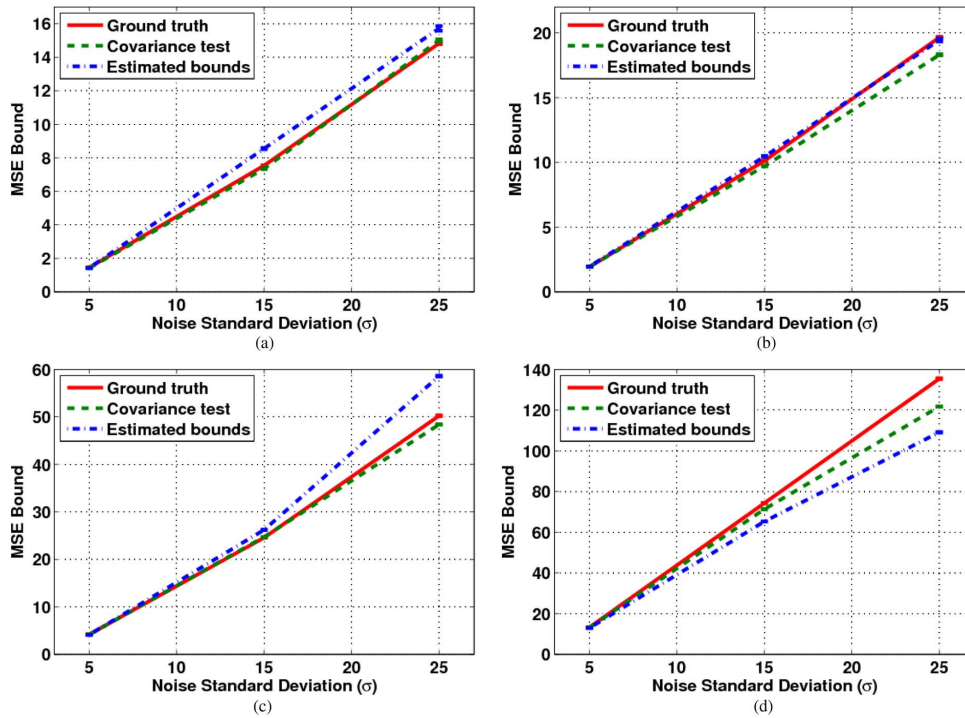 16
14
12
10
8
6
4
2
0
MSE Bound
Ground truth
Covariance test
Estimated bounds
5 10 15 20 25
Noise Standard Deviation (σ)
(a)
20
15
10
5
0
MSE Bound
Ground truth
Covariance test
Estimated bounds
5 10 15 20 25
Noise Standard Deviation (σ)
(b)
60
50
40
30
20
10
0
MSE Bound
Ground truth
Covariance test
Estimated bounds
5 10 15 20 25
Noise Standard Deviation (σ)
(c)
140
120
100
80
60
40
20
0
MSE Bound
Ground truth
Covariance test
Estimated bounds
5 10 15 20 25
Noise Standard Deviation (σ)
(d)